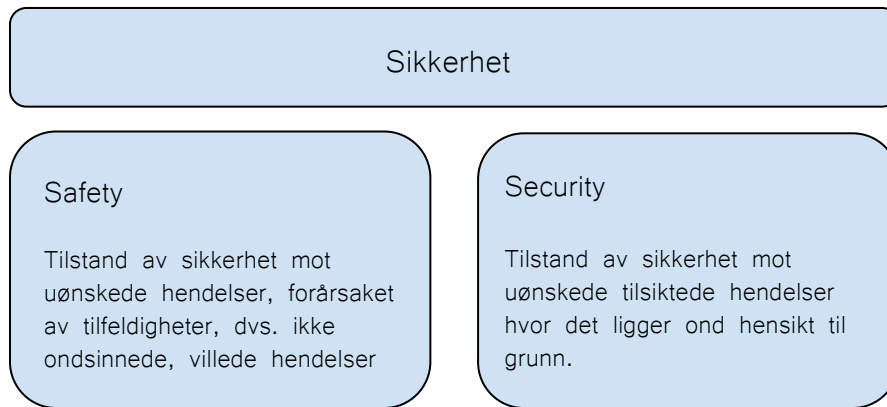 Sikkerhet
Safety
Tilstand av sikkerhet mot
uønskede hendelser, forårsaket
av tilfeldigheter, dvs. ikke
ondsinnede, villede hendelser
Security
Tilstand av sikkerhet mot
uønskede tilsiktede hendelser
hvor det ligger ond hensikt til
grunn.